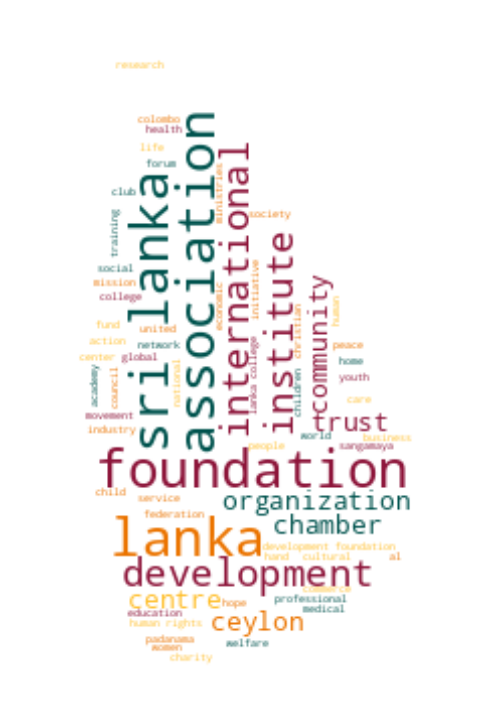 research
colombo
health
life
forum
club
sri lanka
association
international
ministries
society
training
institute
social
mission
college
community
initiative
economic
christian
human
fund
united
action
network
center
global
lanka college
children
peace
home
youth
academy
council
national
care
movement
trust
industry
world
business
people
sangamaya
foundation
child
service
organization
federation
chamber
lanka
development foundation
hand
cultural
al
development
commerce
centre
hope
professional
medical
education
human rights
ceylon
padanama
women
welfare
charity